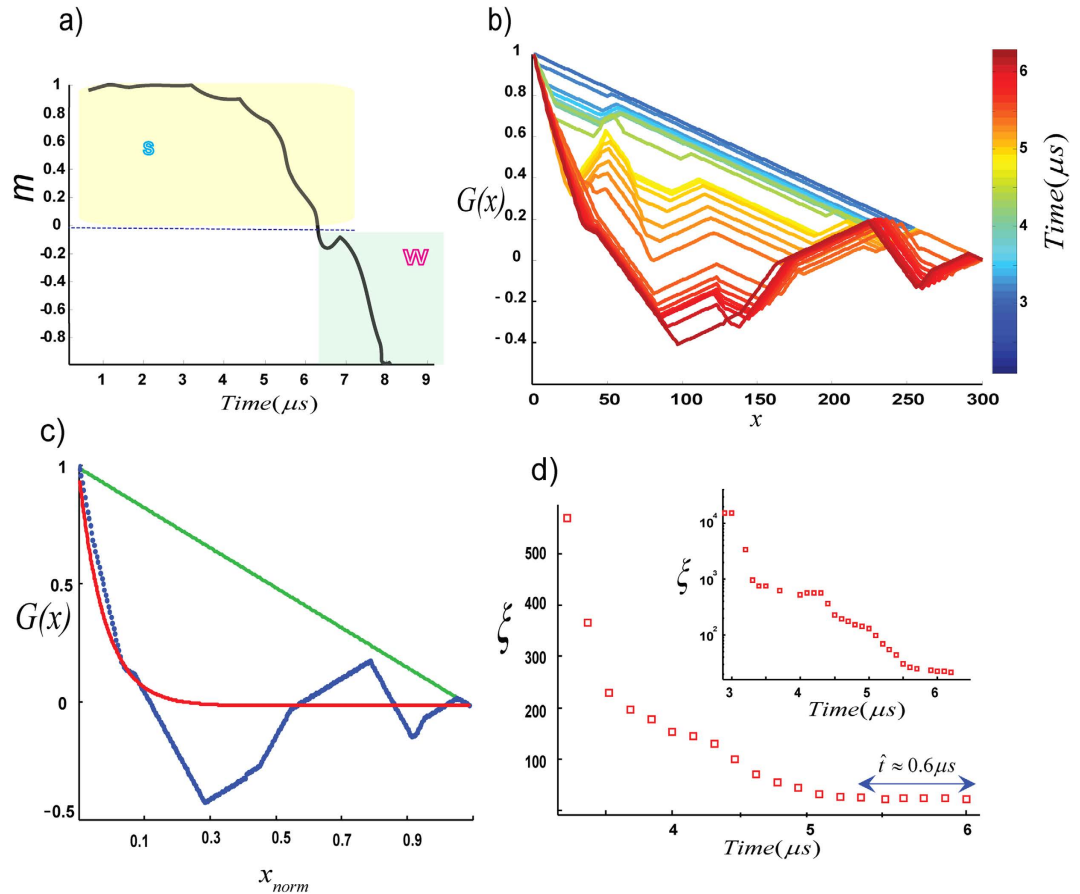 a)
1
0.8
0.6
0.4
0.2
0
-0.2
-0.4
-0.6
-0.8
m
S
W
1 2 3 4 5 6 7 8 9
Time(μs)
b)
1
0.8
0.6
0.4
0.2
0
-0.2
-0.4
G(x)
0 50 100 150 200 250 300
x
6
5
4
3
Time(μs)
c)
1
0.5
0
-0.5
G(x)
0.1 0.3 0.5 0.7 0.9
x_norm
d)
500
400
300
200
100
ξ
4 5 6
Time(μs)
t̂ ≈ 0.6 μs
10^4
10^3
10^2
ξ
3 4 5 6
Time(μs)